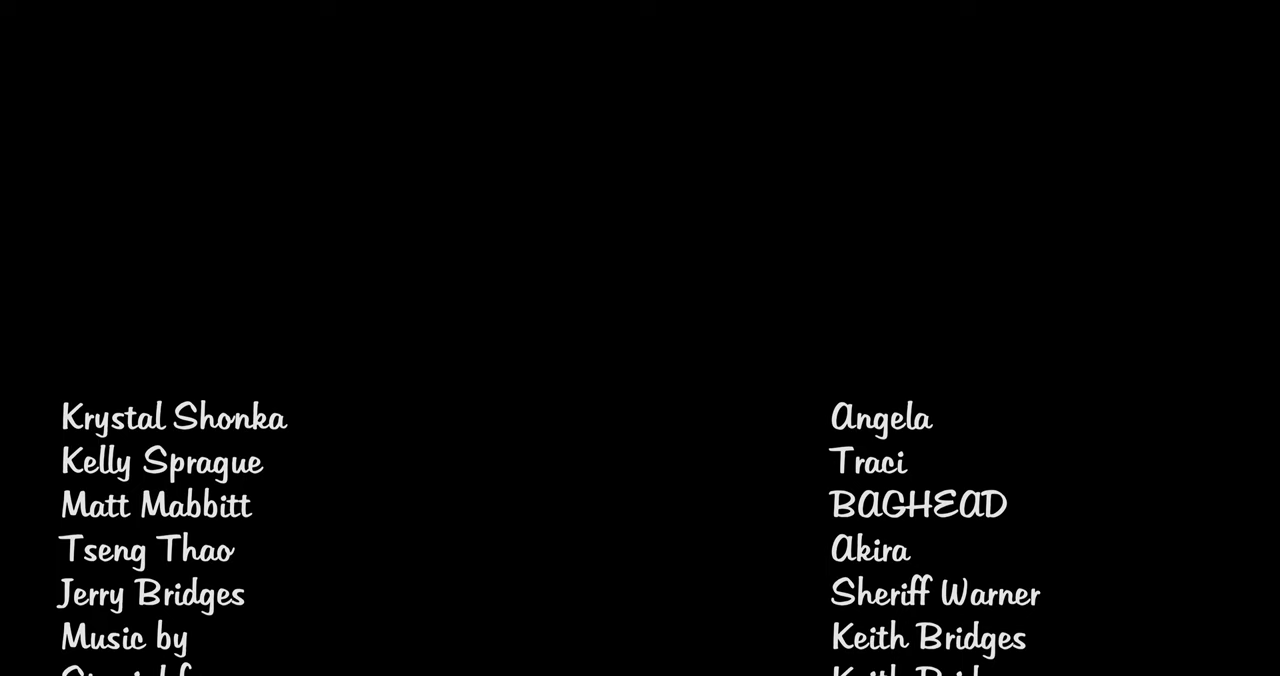 Krystal Shonka Angela
Kelly Sprague Traci
Matt Mabbitt BAGHEAD
Tseng Thao Akira
Jerry Bridges Sheriff Warner
Music by Keith Bridges
Keith